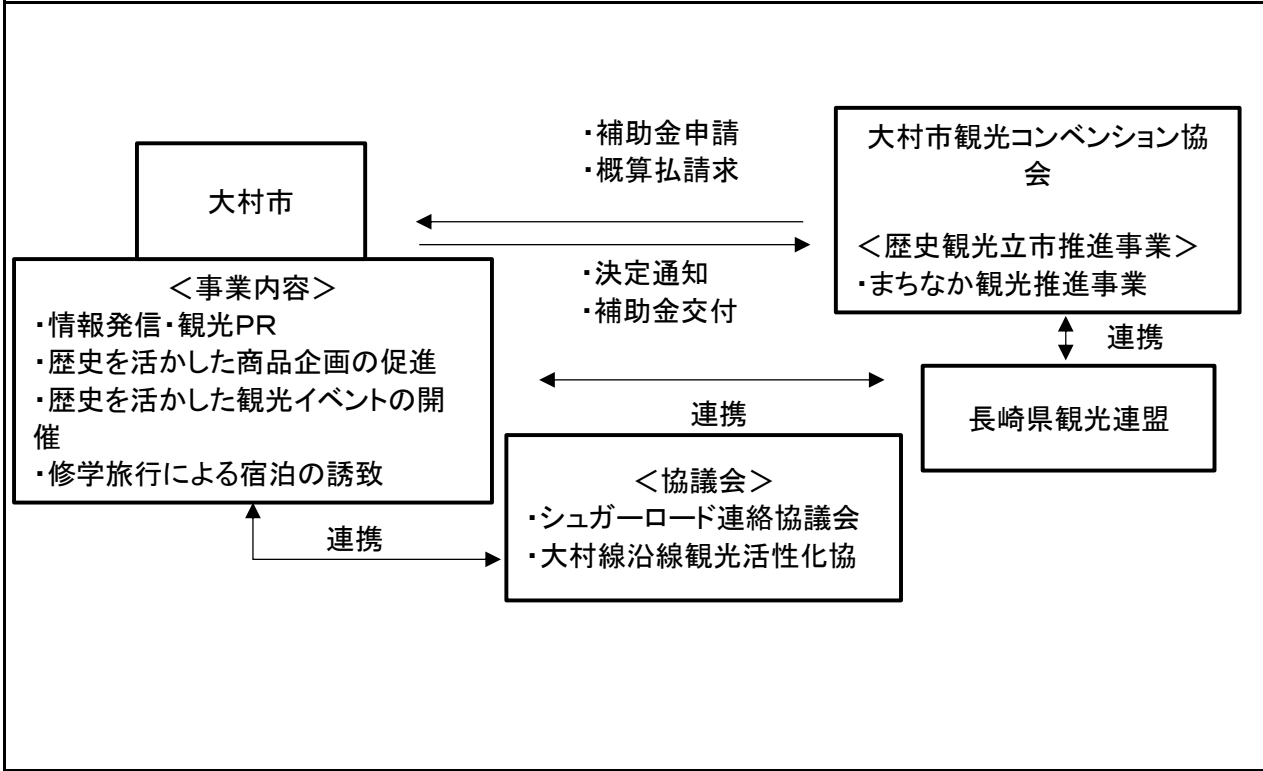 大村市
＜事業内容＞
・情報発信・観光PR
・歴史を活かした商品企画の促進
・歴史を活かした観光イベントの開
催
・修学旅行による宿泊の誘致
・補助金申請
・概算払請求
・決定通知
・補助金交付
大村市観光コンベンション協
会
＜歴史観光立市推進事業＞
・まちなか観光推進事業
連携
長崎県観光連盟
連携
＜協議会＞
・シュガーロード連絡協議会
・大村線沿線観光活性化協
連携